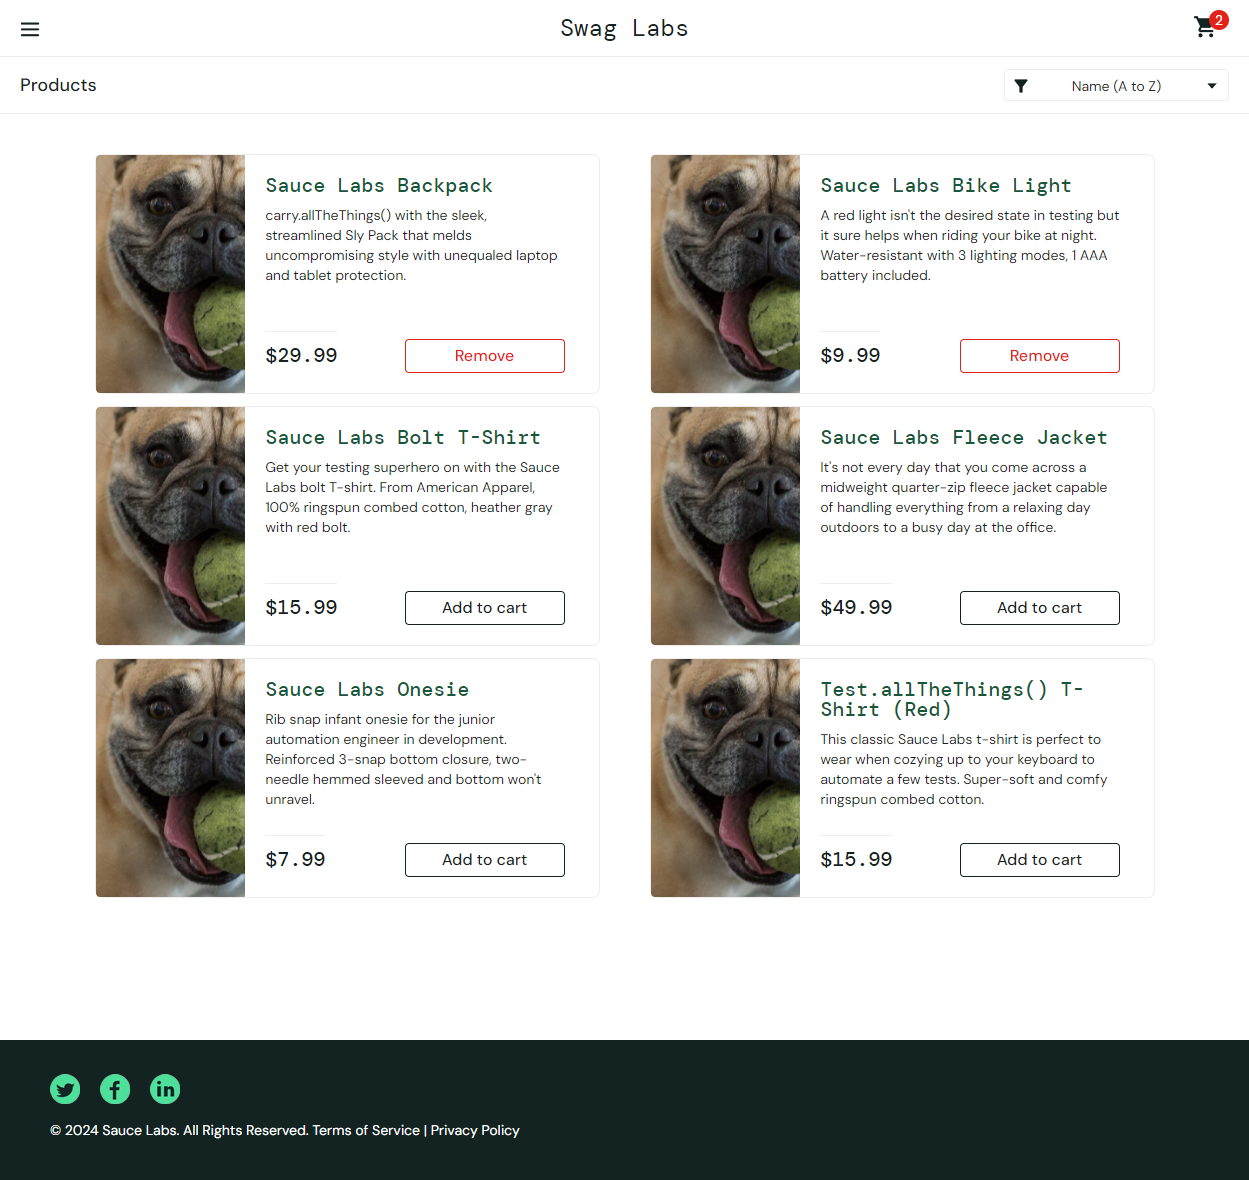 Swag Labs
2
Products
Name (A to Z)
Sauce Labs Backpack
carry.allTheThings() with the sleek,
streamlined Sly Pack that melds
uncompromising style with unequaled laptop
and tablet protection.
$29.99
Remove
Sauce Labs Bike Light
A red light isn't the desired state in testing but
it sure helps when riding your bike at night.
Water-resistant with 3 lighting modes, 1 AAA
battery included.
$9.99
Remove
Sauce Labs Bolt T-Shirt
Get your testing superhero on with the Sauce
Labs bolt T-shirt. From American Apparel,
100% ringspun combed cotton, heather gray
with red bolt.
$15.99
Add to cart
Sauce Labs Fleece Jacket
It's not every day that you come across a
midweight quarter-zip fleece jacket capable
of handling everything from a relaxing day
outdoors to a busy day at the office.
$49.99
Add to cart
Sauce Labs Onesie
Rib snap infant onesie for the junior
automation engineer in development.
Reinforced 3-snap bottom closure, two-
needle hemmed sleeved and bottom won't
unravel.
$7.99
Add to cart
Test.allTheThings() T-
Shirt (Red)
This classic Sauce Labs t-shirt is perfect to
wear when cozying up to your keyboard to
automate a few tests. Super-soft and comfy
ringspun combed cotton.
$15.99
Add to cart
© 2024 Sauce Labs. All Rights Reserved. Terms of Service | Privacy Policy